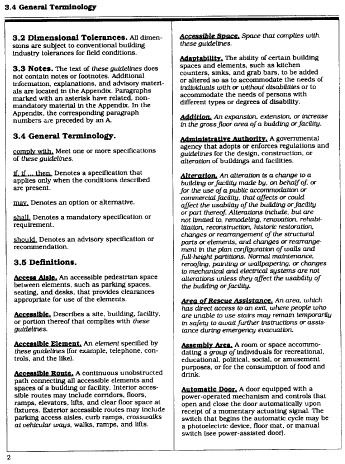 3.4 General Terminology
3.2 Dimensional Tolerances. All dimen-
sions are subject to conventional building
industry tolerances for field conditions.
3.3 Notes. The text of these guidelines does
not contain notes or footnotes. Additional
information, explanations, and advisory materi-
als are located in the Appendix. Paragraphs
marked with an asterisk have related, non-
mandatory material in the Appendix. In the
Appendix, the corresponding paragraph
numbers are preceded by an A.
3.4 General Terminology.
comply with. Meet one or more specifications
of these guidelines.
if, if ... then. Denotes a specification that
applies only when the conditions described
are present.
may. Denotes an option or alternative.
shall. Denotes a mandatory specification or
requirement.
should. Denotes an advisory specification or
recommendation.
3.5 Definitions.
Access Aisle. An accessible pedestrian space
between elements, such as parking spaces,
seating, and desks, that provides clearances
appropriate for use of the elements.
Accessible. Describes a site, building, facility,
or portion thereof that complies with these
guidelines.
Accessible Element. An element specified by
these guidelines (for example, telephone, con-
trols, and the like).
Accessible Route. A continuous unobstructed
path connecting all accessible elements and
spaces of a building or facility. Interior acces-
sible routes may include corridors, floors,
ramps, elevators, lifts, and clear floor space at
fixtures. Exterior accessible routes may include
parking access aisles, curb ramps, crosswalks
at vehicular ways, walks, ramps, and lifts.
Accessible Space. Space that complies with
these guidelines.
Adaptability. The ability of certain building
spaces and elements, such as kitchen
counters, sinks, and grab bars, to be added
or altered so as to accommodate the needs of
individuals with or without disabilities or to
accommodate the needs of persons with
different types or degrees of disability.
Addition. An expansion, extension, or increase
in the gross floor area of a building or facility.
Administrative Authority. A governmental
agency that adopts or enforces regulations and
guidelines for the design, construction, or
alteration of buildings and facilities.
Alteration. An alteration is a change to a
building or facility made by, on behalf of, or
for the use of a public accommodation or
commercial facility, that affects or could
affect the usability of the building or facility
or part thereof. Alterations include, but are
not limited to, remodeling, renovation, rehabi-
litation, reconstruction, historic restoration,
changes or rearrangement of the structural
parts or elements, and changes or rearrange-
ment in the plan configuration of walls and
full-height partitions. Normal maintenance,
reroofing, painting or wallpapering, or changes
to mechanical and electrical systems are not
alterations unless they affect the usability of
the building or facility.
Area of Rescue Assistance. An area, which
has direct access to an exit, where people who
are unable to use stairs may remain temporarily
in safety to await further instructions or assis-
tance during emergency evacuation.
Assembly Area. A room or space accommo-
dating a group of individuals for recreational,
educational, political, social, or amusement
purposes, or for the consumption of food and
drink.
Automatic Door. A door equipped with a
power-operated mechanism and controls that
open and close the door automatically upon
receipt of a momentary actuating signal. The
switch that begins the automatic cycle may be
a photoelectric device, floor mat, or manual
switch (see power-assisted door).
2